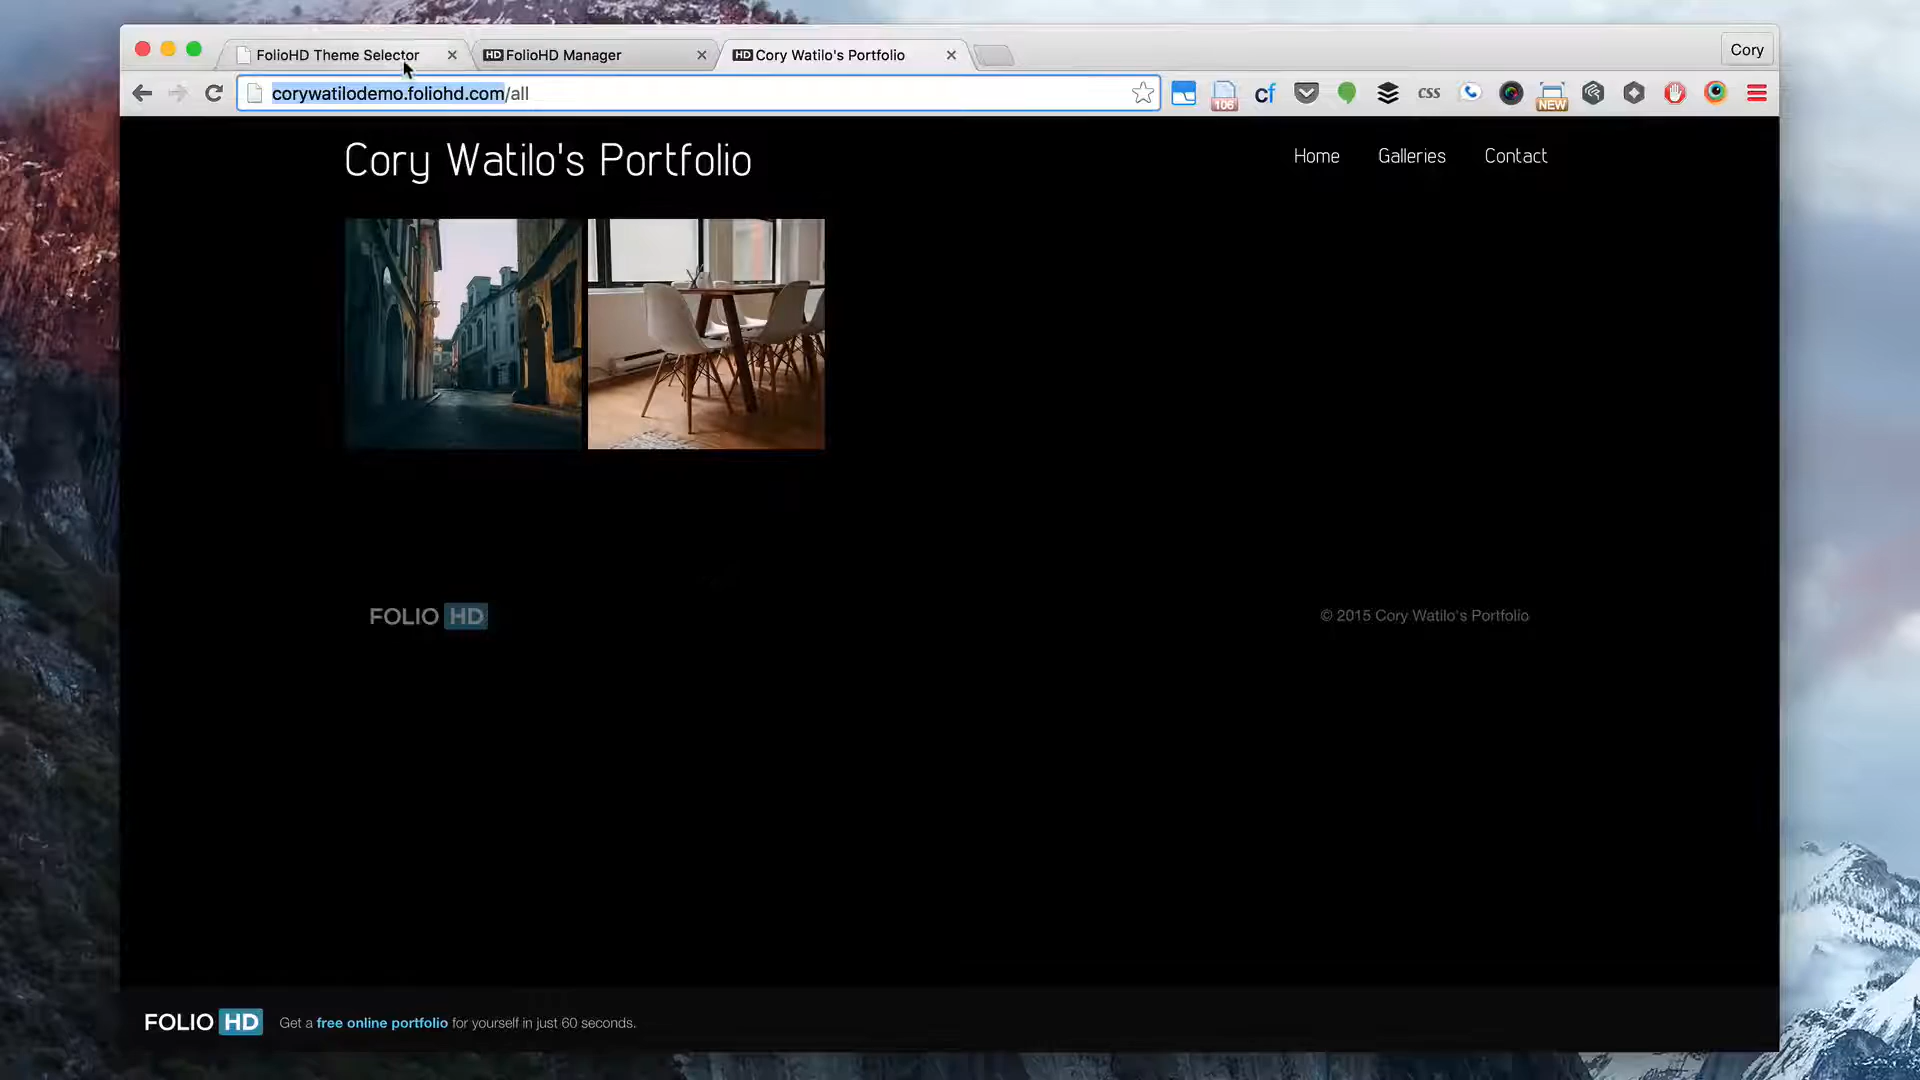 FolioHD Theme Selector
HD FolioHD Manager
HD Cory Watilo's Portfolio
Cory
corywatilodemo.foliohd.com/all
106
cf
css
NEW
Cory Watilo's Portfolio
Home
Galleries
Contact
FOLIO HD
© 2015 Cory Watilo's Portfolio
FOLIO HD
Get a free online portfolio for yourself in just 60 seconds.